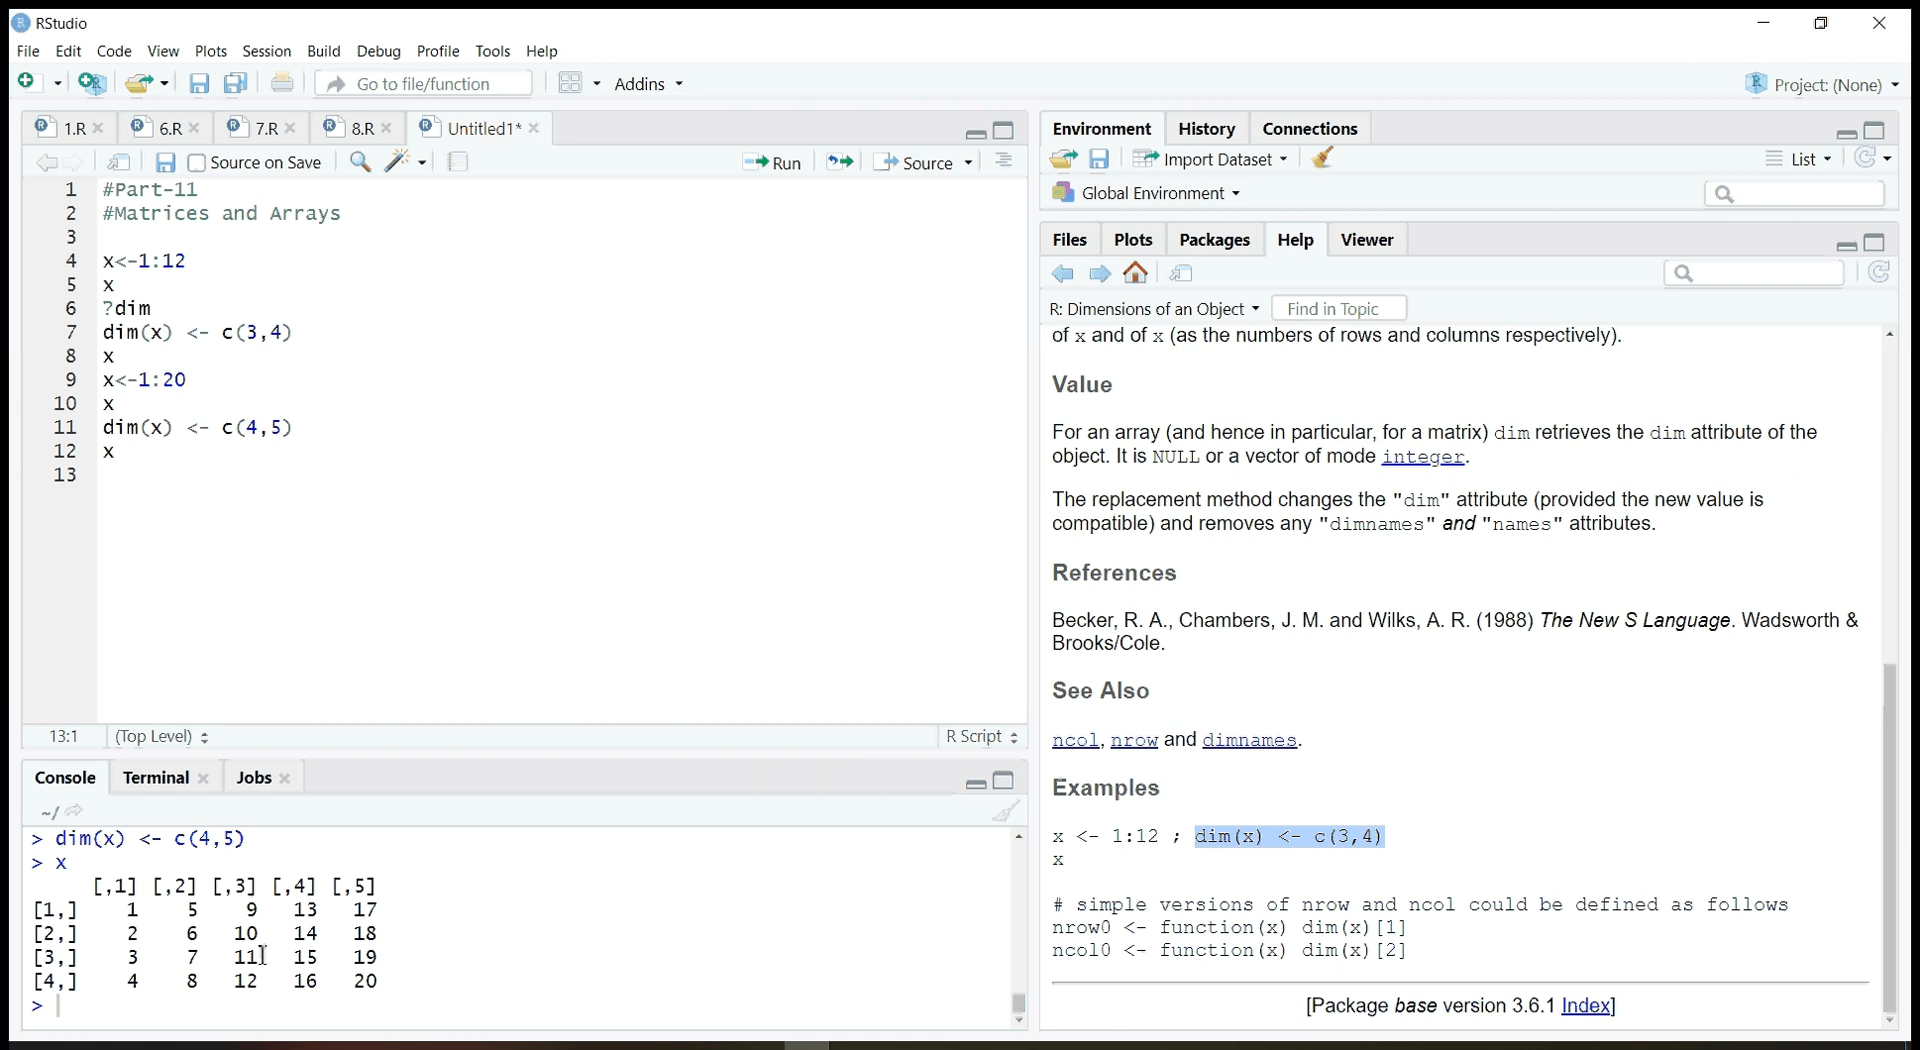 RStudio
File Edit Code View Plots Session Build Debug Profile Tools Help
Go to file/function Addins Project: (None)
1.R 6.R 7.R 8.R Untitled1*
Source on Save Run Source
1 #Part-11
2 #Matrices and Arrays
3
4 x<-1:12
5 x
6 ?dim
7 dim(x) <- c(3,4)
8 x
9 x<-1:20
10 x
11 dim(x) <- c(4,5)
12 x
13
13:1 (Top Level) R Script
Console Terminal Jobs
~/
> dim(x) <- c(4,5)
> x
[,1] [,2] [,3] [,4] [,5]
[1,] 1 5 9 13 17
[2,] 2 6 10 14 18
[3,] 3 7 11 15 19
[4,] 4 8 12 16 20
>
Environment History Connections
Import Dataset List
Global Environment
Files Plots Packages Help Viewer
R: Dimensions of an Object Find in Topic
of x and of x (as the numbers of rows and columns respectively).
Value
For an array (and hence in particular, for a matrix) dim retrieves the dim attribute of the
object. It is NULL or a vector of mode integer.
The replacement method changes the "dim" attribute (provided the new value is
compatible) and removes any "dimnames" and "names" attributes.
References
Becker, R. A., Chambers, J. M. and Wilks, A. R. (1988) The New S Language. Wadsworth &
Brooks/Cole.
See Also
ncol, nrow and dimnames.
Examples
x <- 1:12 ; dim(x) <- c(3,4)
x
# simple versions of nrow and ncol could be defined as follows
nrow0 <- function(x) dim(x)[1]
ncol0 <- function(x) dim(x)[2]
[Package base version 3.6.1 Index]